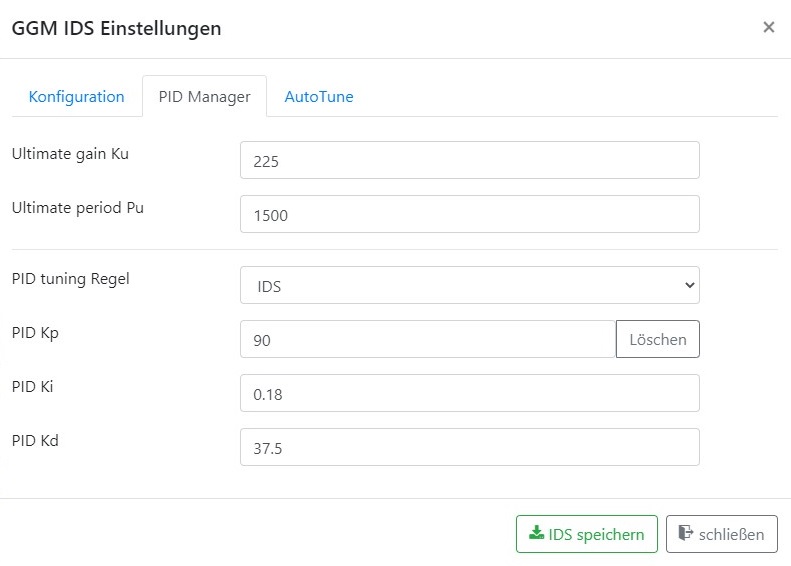 GGM IDS Einstellungen ×
Konfiguration PID Manager AutoTune
Ultimate gain Ku 225
Ultimate period Pu 1500
PID tuning Regel IDS
PID Kp 90 Löschen
PID Ki 0.18
PID Kd 37.5
IDS speichern schließen